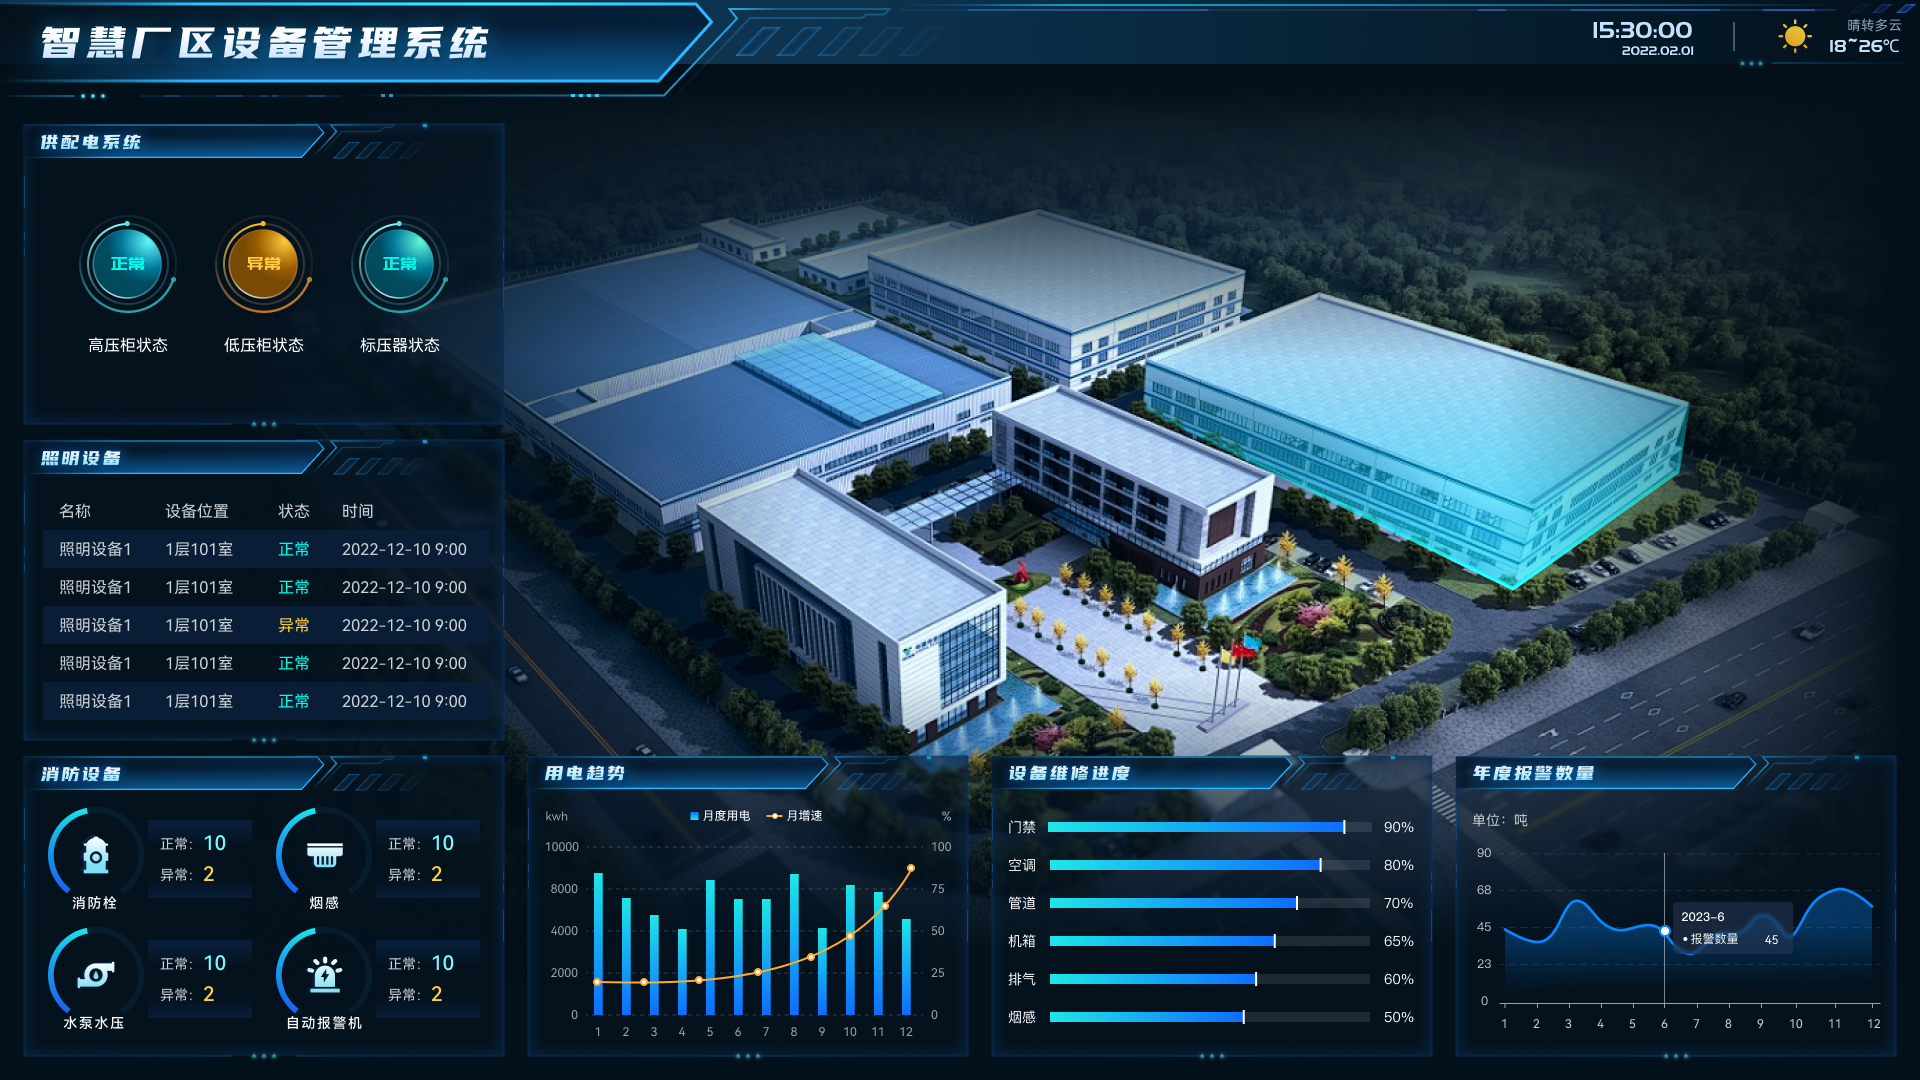 智慧厂区设备管理系统
15:30:00
2022.02.01
晴转多云
18~26℃
供配电系统
正常
异常
正常
高压柜状态
低压柜状态
标压器状态
照明设备
名称 设备位置 状态 时间
照明设备1 1层101室 正常 2022-12-10 9:00
照明设备1 1层101室 正常 2022-12-10 9:00
照明设备1 1层101室 异常 2022-12-10 9:00
照明设备1 1层101室 正常 2022-12-10 9:00
照明设备1 1层101室 正常 2022-12-10 9:00
消防设备
正常: 10
异常: 2
消防栓
正常: 10
异常: 2
烟感
正常: 10
异常: 2
水泵水压
正常: 10
异常: 2
自动报警机
用电趋势
kwh 月度用电 月增速 %
10000 100
8000 75
4000 50
2000 25
0 0
1 2 3 4 5 6 7 8 9 10 11 12
设备维修进度
门禁 90%
空调 80%
管道 70%
机箱 65%
排气 60%
烟感 50%
年度报警数量
单位: 吨
90
68
45
23
0
2023-6
•报警数量 45
1 2 3 4 5 6 7 8 9 10 11 12